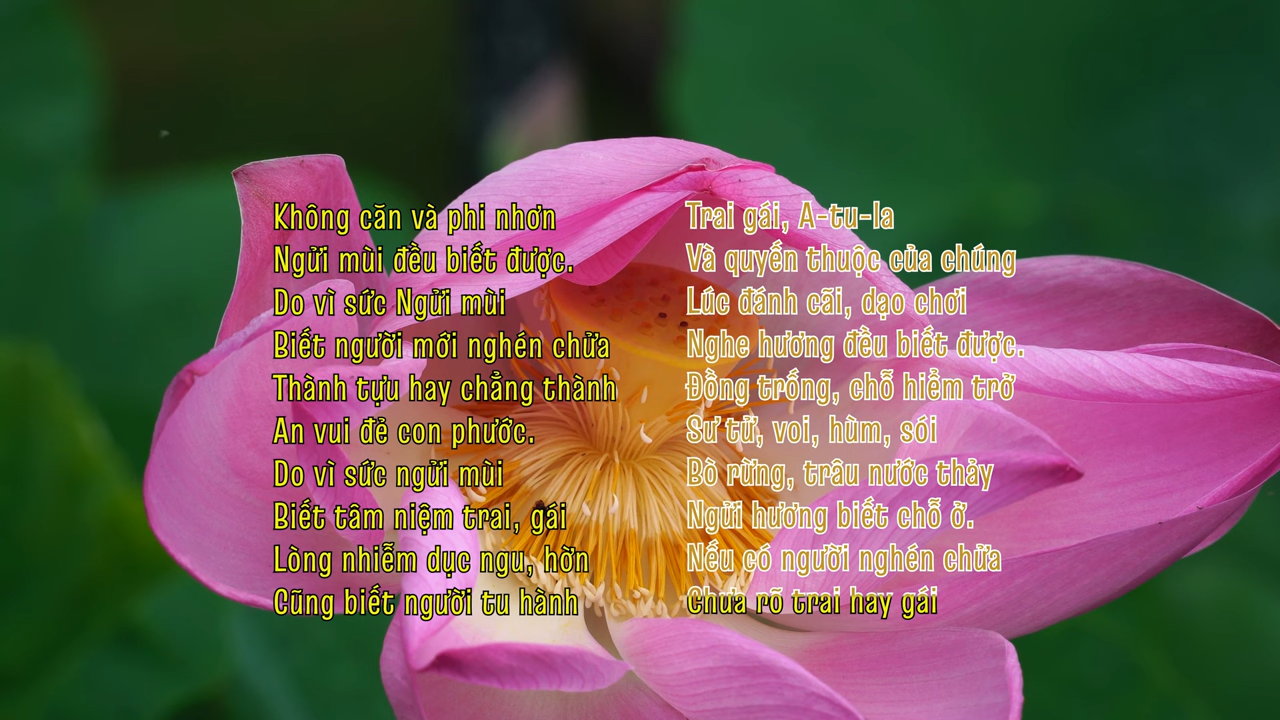 Không căn và phi nhơn
Ngửi mùi đều biết được.
Do vì sức Ngửi mùi
Biết người mới nghén chửa
Thành tựu hay chẳng thành
An vui đẻ con phước.
Do vì sức ngửi mùi
Biết tâm niệm trai, gái
Lòng nhiễm dục ngu, hờn
Cũng biết người tu hành
Trai gái, A-tu-la
Và quyến thuộc của chúng
Lúc đánh cãi, dạo chơi
Nghe hương đều biết được.
Đồng trống, chỗ hiểm trở
Sư tử, voi, hùm, sói
Bò rừng, trâu nước thảy
Ngửi hương biết chỗ ở.
Nếu có người nghén chửa
Chưa rõ trai hay gái